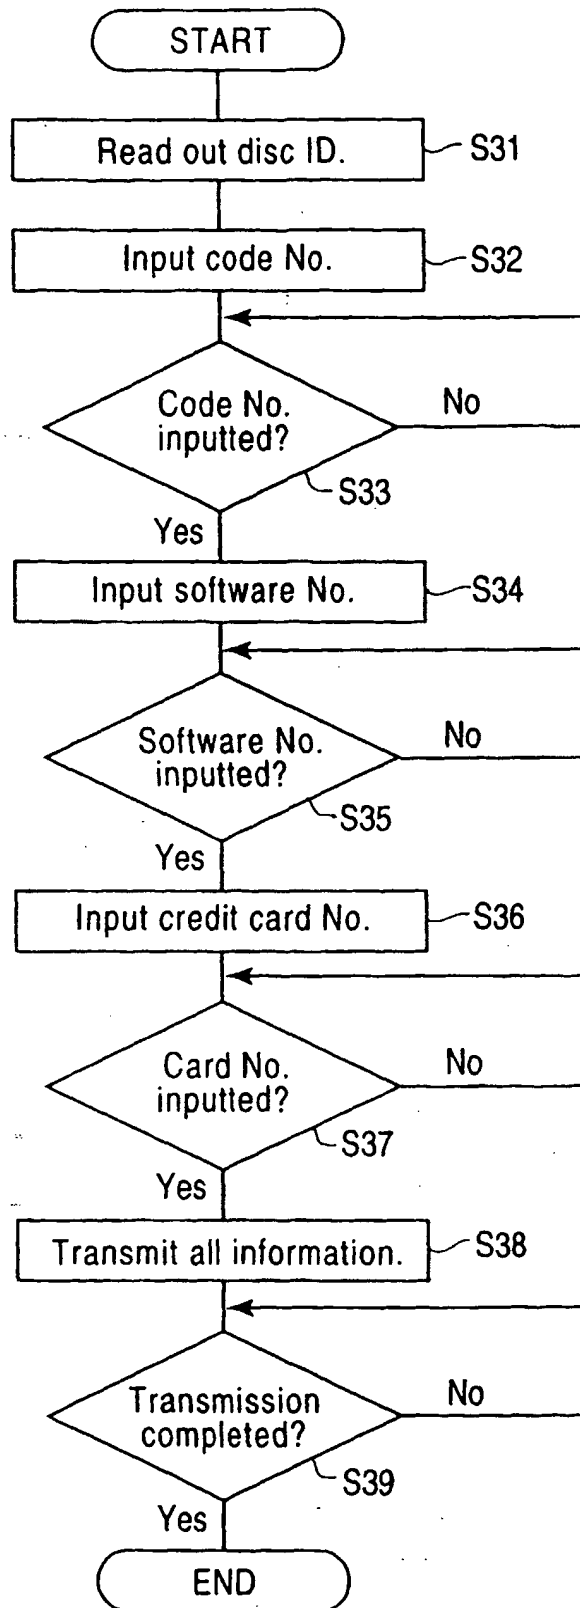 START
Read out disc ID.
S31
Input code No.
S32
Code No.
inputted?
No
S33
Yes
Input software No.
S34
Software No.
inputted?
No
S35
Yes
Input credit card No.
S36
Card No.
inputted?
No
S37
Yes
Transmit all information.
S38
Transmission
completed?
No
S39
Yes
END